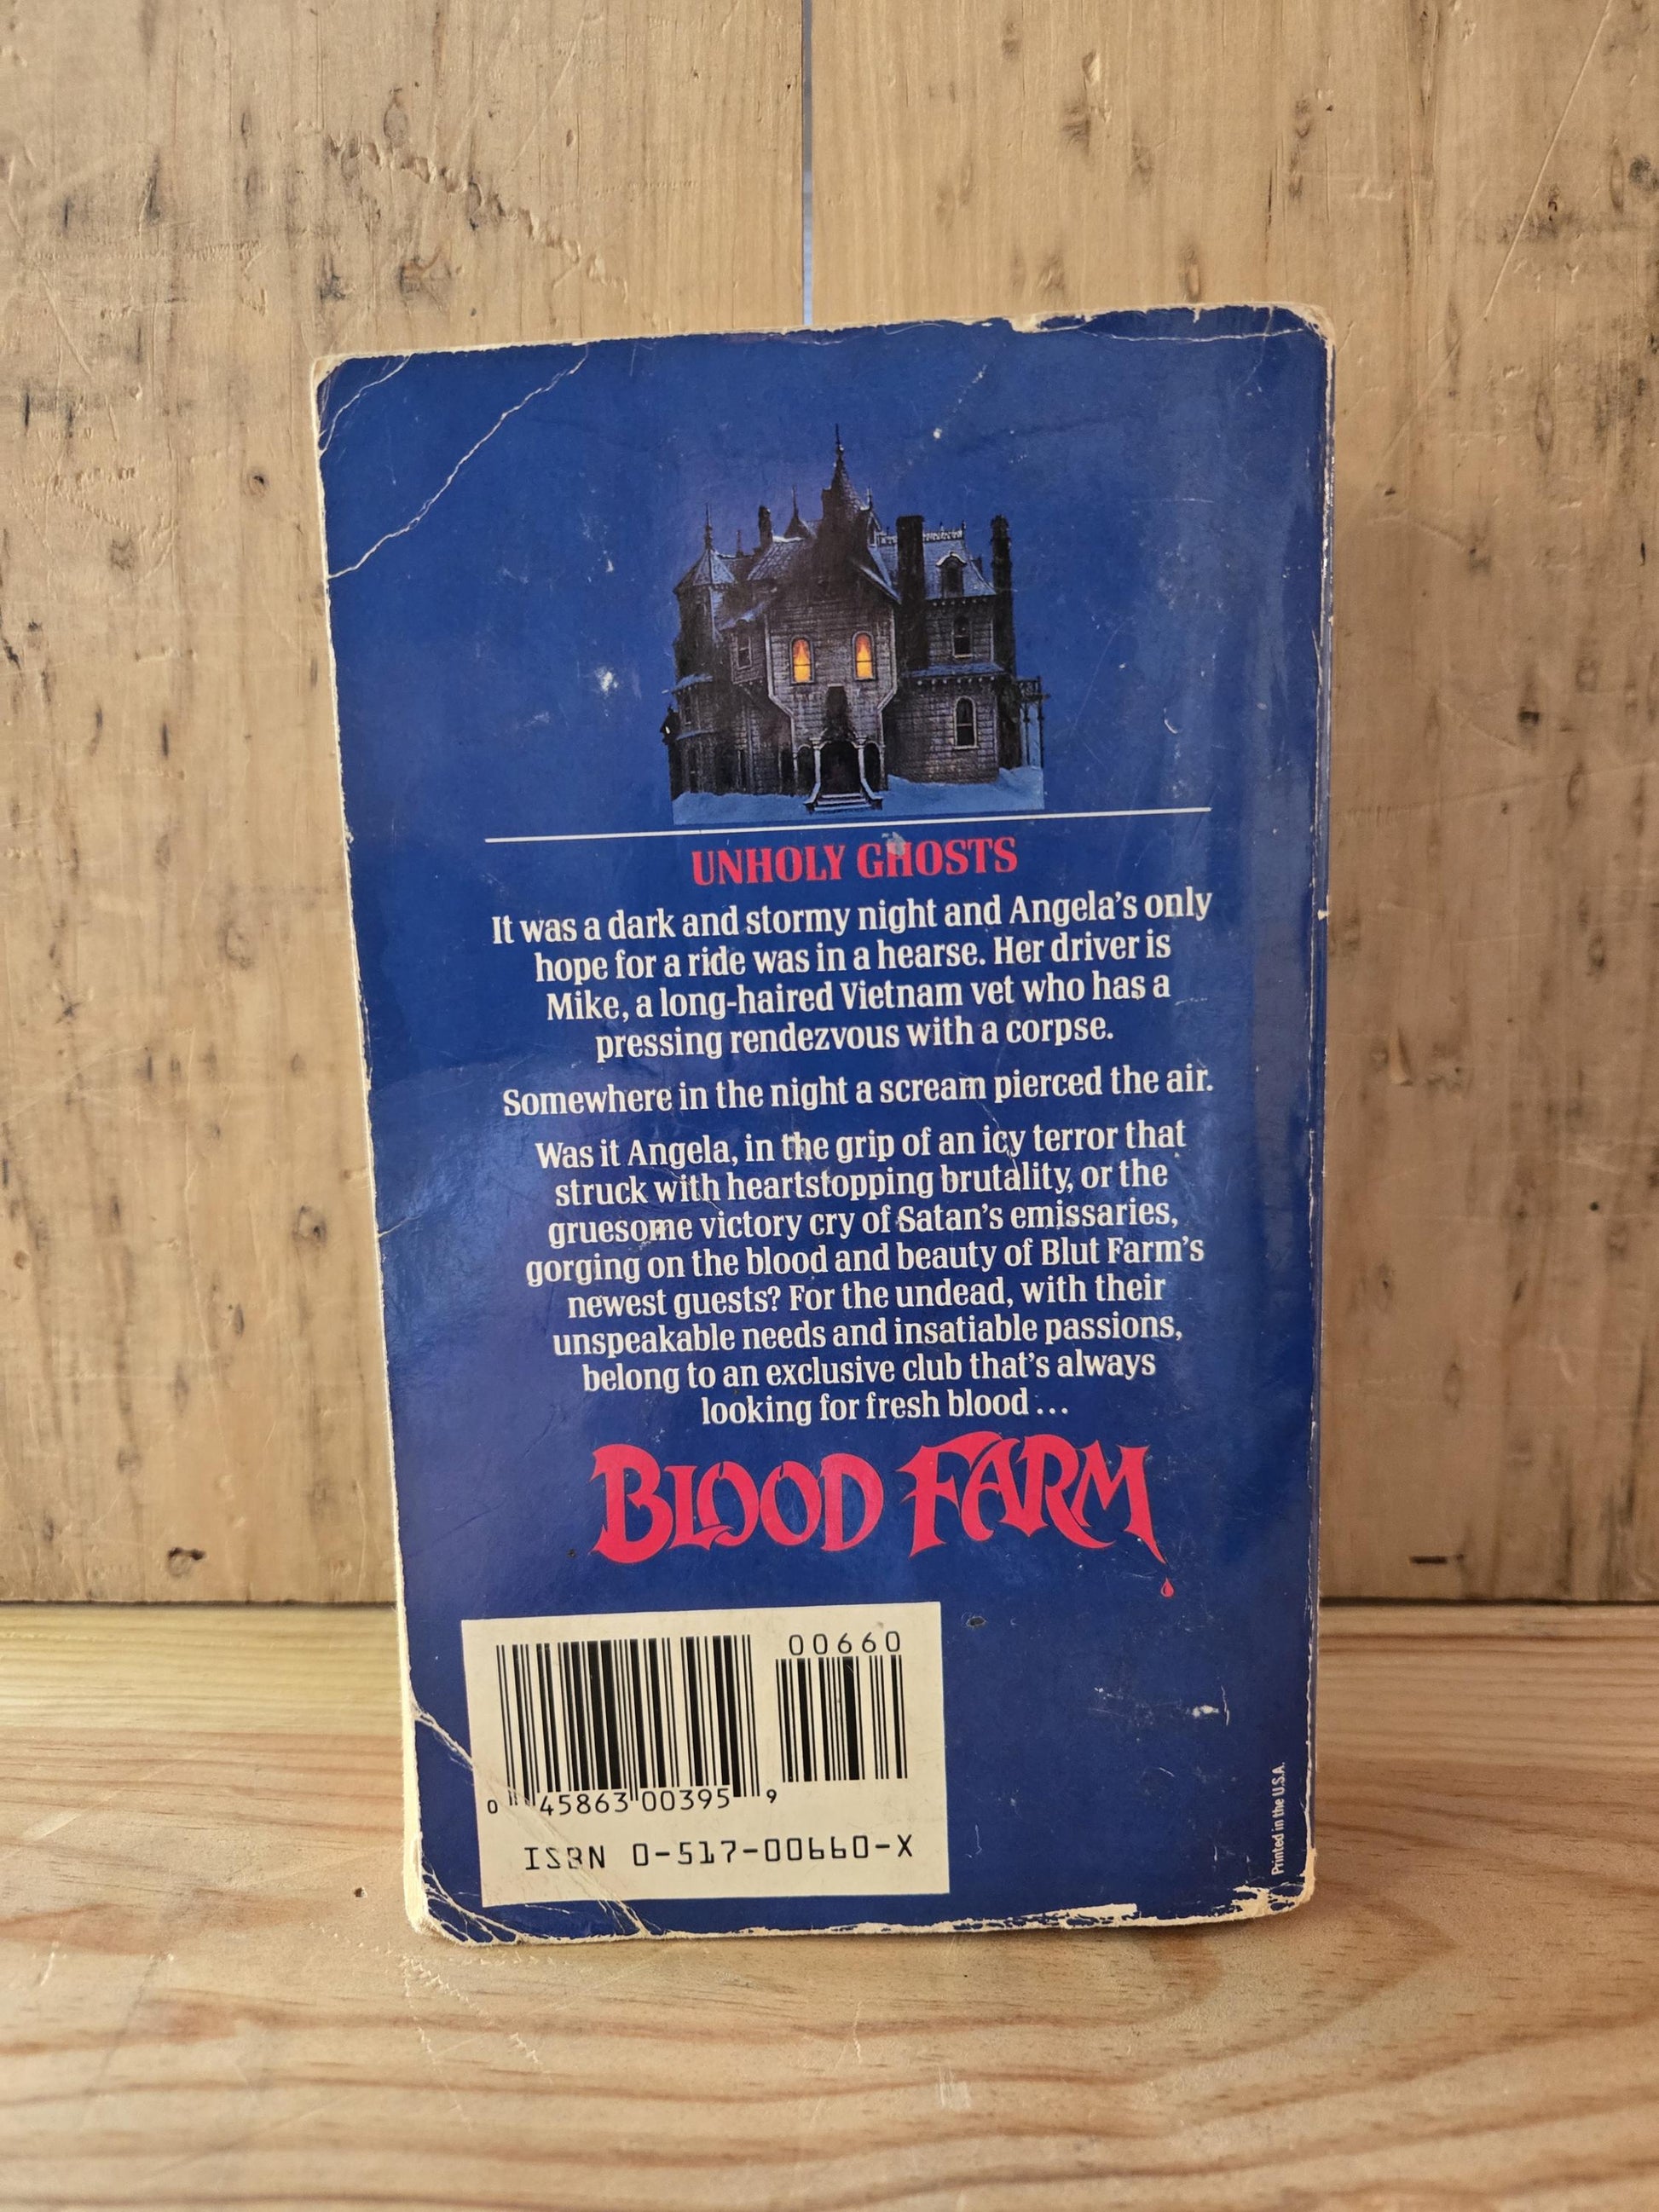 UNHOLY GHOSTS
It was a dark and stormy night and Angela's only
hope for a ride was in a hearse. Her driver is
Mike, a long-haired Vietnam vet who has a
pressing rendezvous with a corpse.
Somewhere in the night a scream pierced the air.
Was it Angela, in the grip of an icy terror that
struck with heartstopping brutality, or the
gruesome victory cry of Satan's emissaries,
gorging on the blood and beauty of Blut Farm's
newest guests? For the undead, with their
unspeakable needs and insatiable passions,
belong to an exclusive club that's always
looking for fresh blood ...
BLOOD FARM
00660
0 45863 00395 9
ISBN 0-517-00660-X
Printed in the U.S.A.